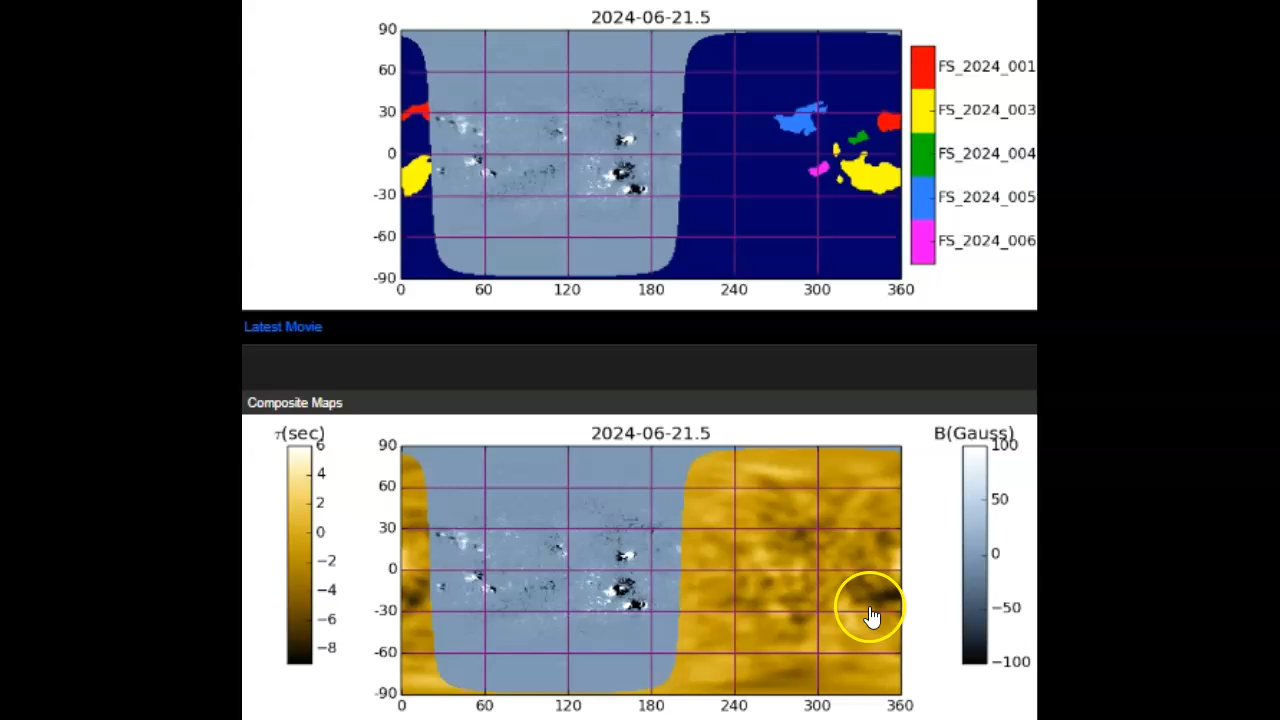 2024-06-21.5
90
60
30
0
-30
-60
-90
0 60 120 180 240 300 360
FS_2024_001
FS_2024_003
FS_2024_004
FS_2024_005
FS_2024_006
Latest Movie
Composite Maps
τ(sec)
6
4
2
0
−2
−4
−6
−8
2024-06-21.5
90
60
30
0
-30
-60
-90
0 60 120 180 240 300 360
B(Gauss)
100
50
0
−50
−100